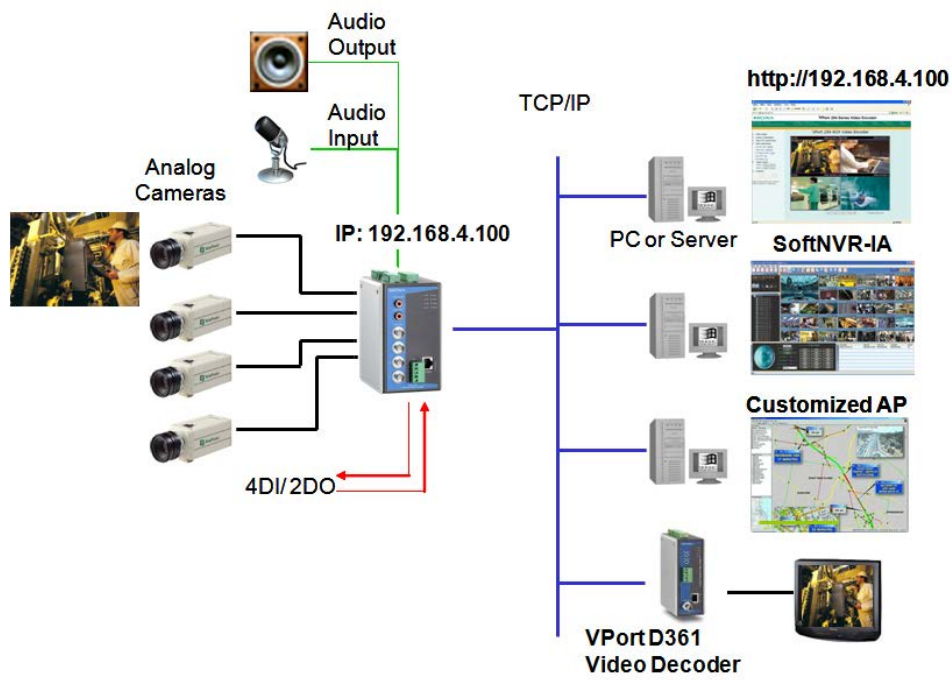 Audio
Output
Audio
Input
Analog
Cameras
IP: 192.168.4.100
4DI/ 2DO
TCP/IP
http://192.168.4.100
PC or Server
SoftNVR-IA
Customized AP
VPort D361
Video Decoder